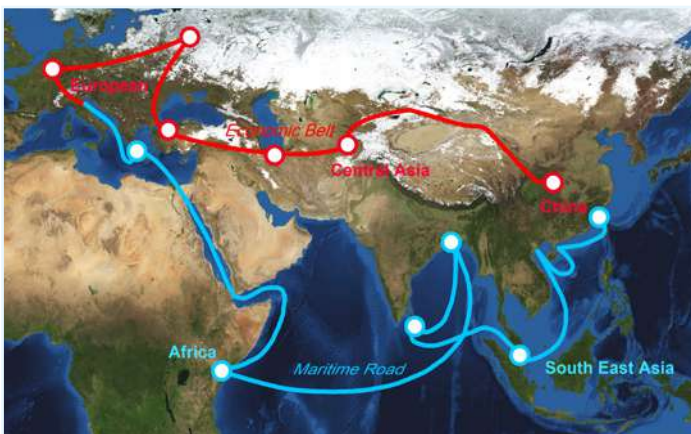 European
Economic Belt
Central Asia
China
Africa
Maritime Road
South East Asia